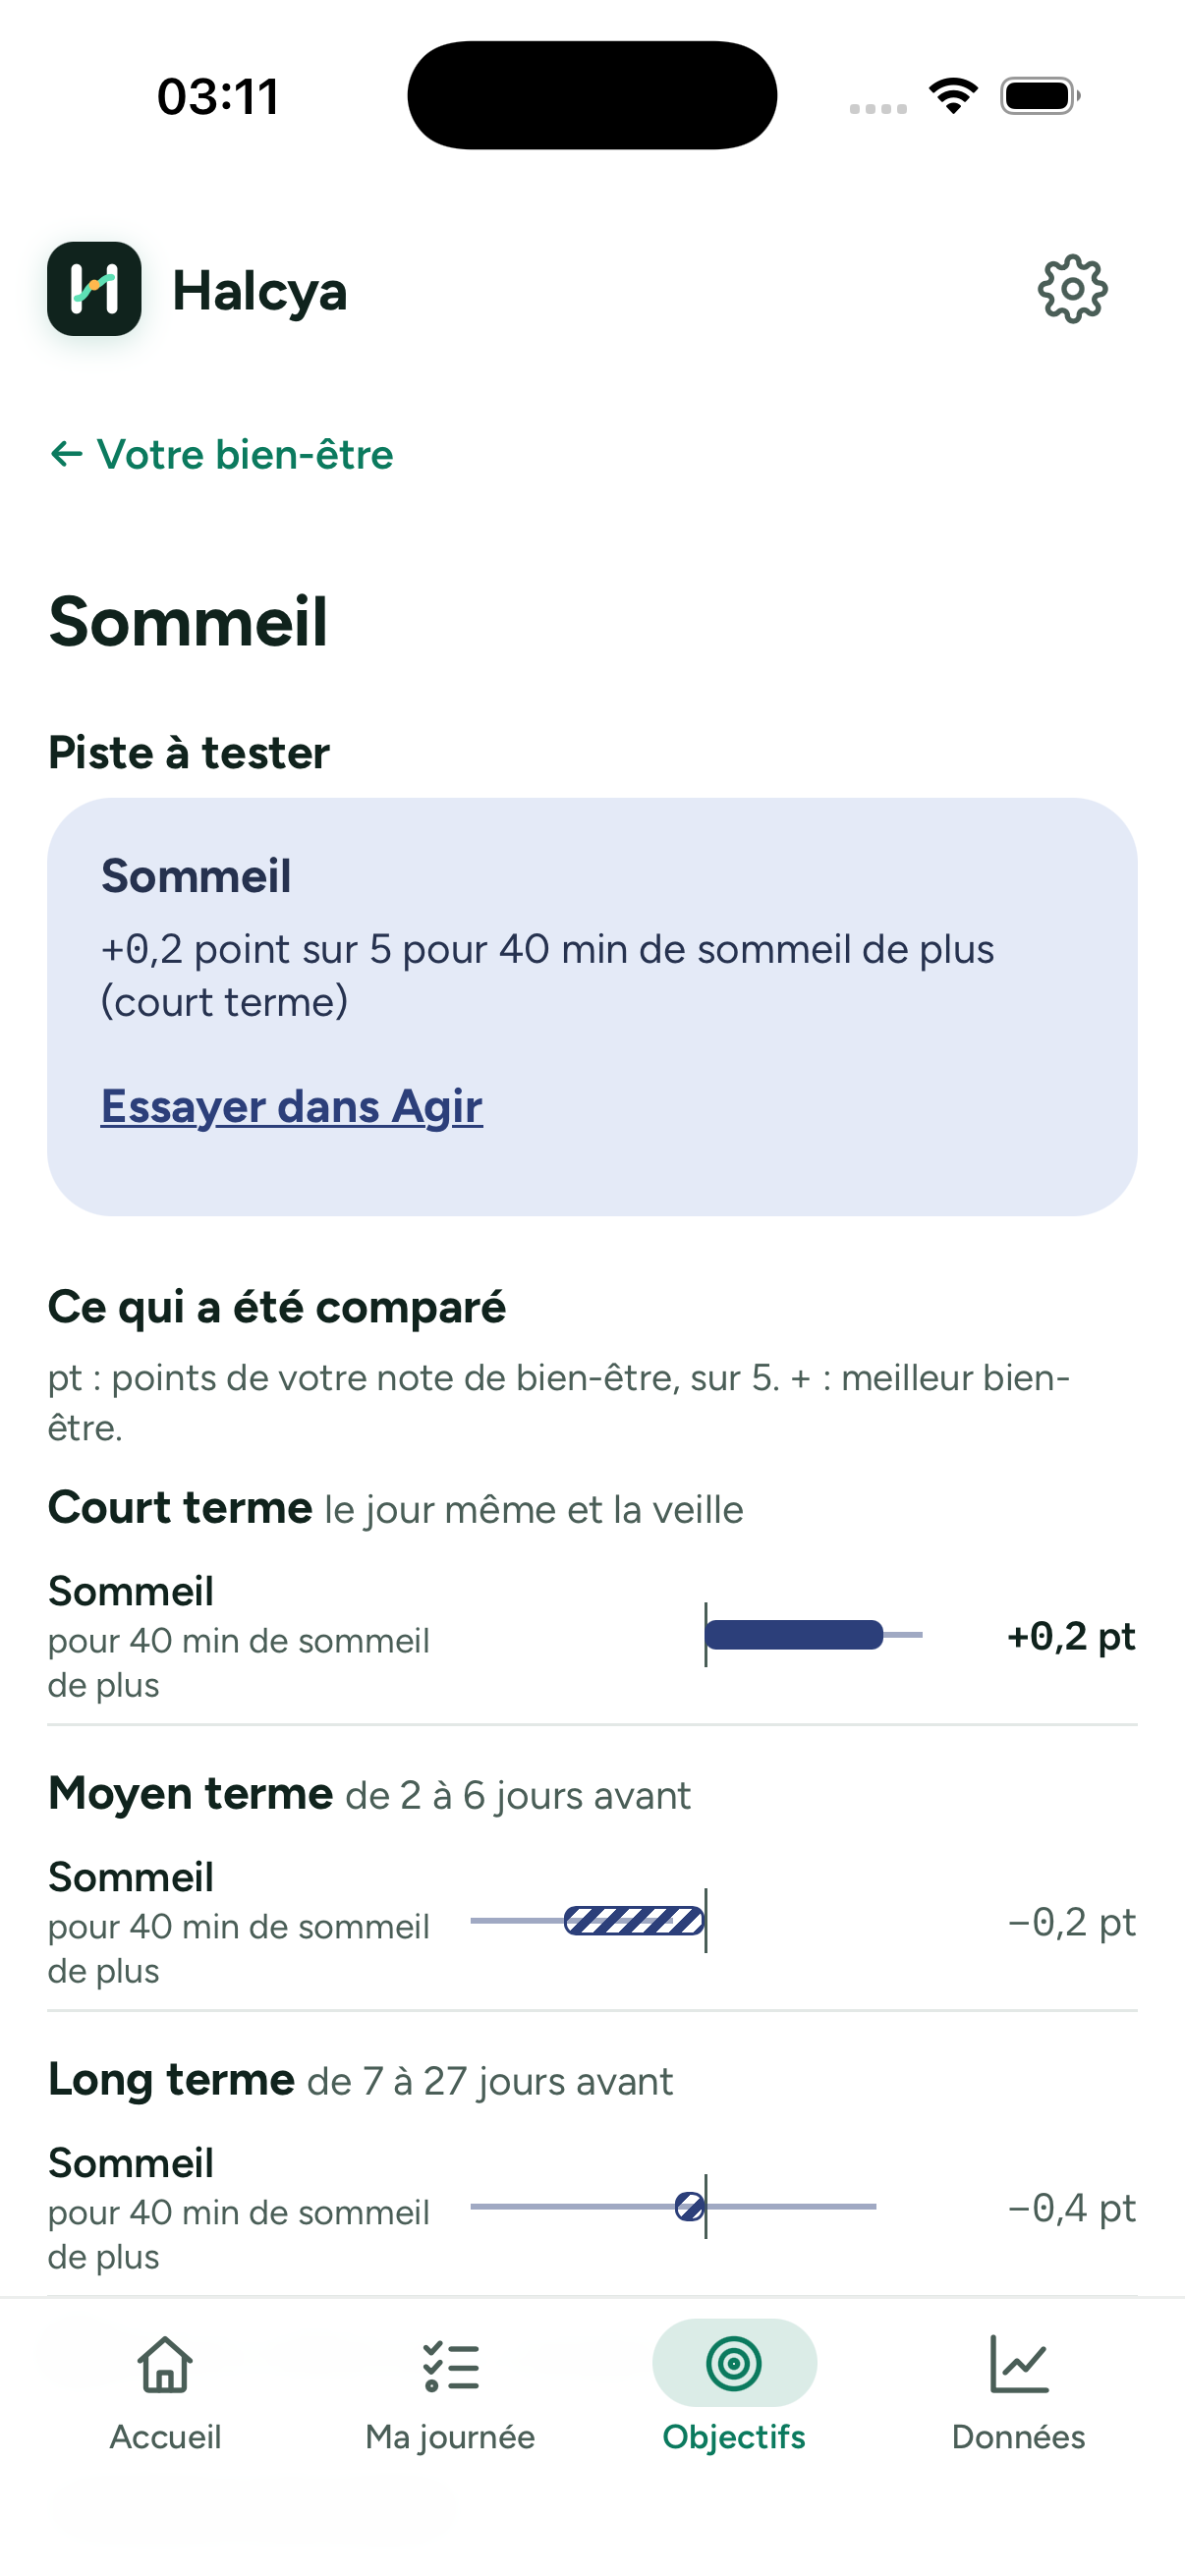 03:11
Halcya
← Votre bien-être
Sommeil
Piste à tester
Sommeil
+0,2 point sur 5 pour 40 min de sommeil de plus
(court terme)
Essayer dans Agir
Ce qui a été comparé
pt : points de votre note de bien-être, sur 5. + : meilleur bien-
être.
Court terme le jour même et la veille
Sommeil
pour 40 min de sommeil
de plus
+0,2 pt
Moyen terme de 2 à 6 jours avant
Sommeil
pour 40 min de sommeil
de plus
−0,2 pt
Long terme de 7 à 27 jours avant
Sommeil
pour 40 min de sommeil
de plus
−0,4 pt
Accueil
Ma journée
Objectifs
Données